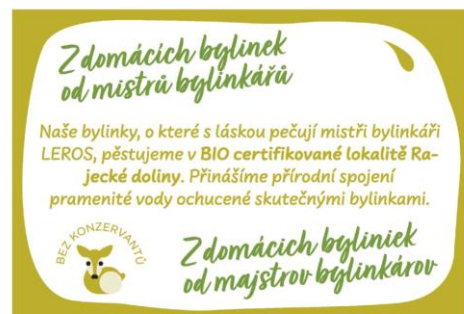 Z domácích bylinek
od mistrů bylinkářů
Naše bylinky, o které s láskou pečují mistři bylinkáři
LEROS, pěstujeme v BIO certifikované lokalitě Ra-
jecké doliny. Přinášíme přírodní spojení
pramenité vody ochucené skutečnými bylinkami.
BEZ KONZERVANTŮ
Z domácich byliniek
od majstrov bylinkárov